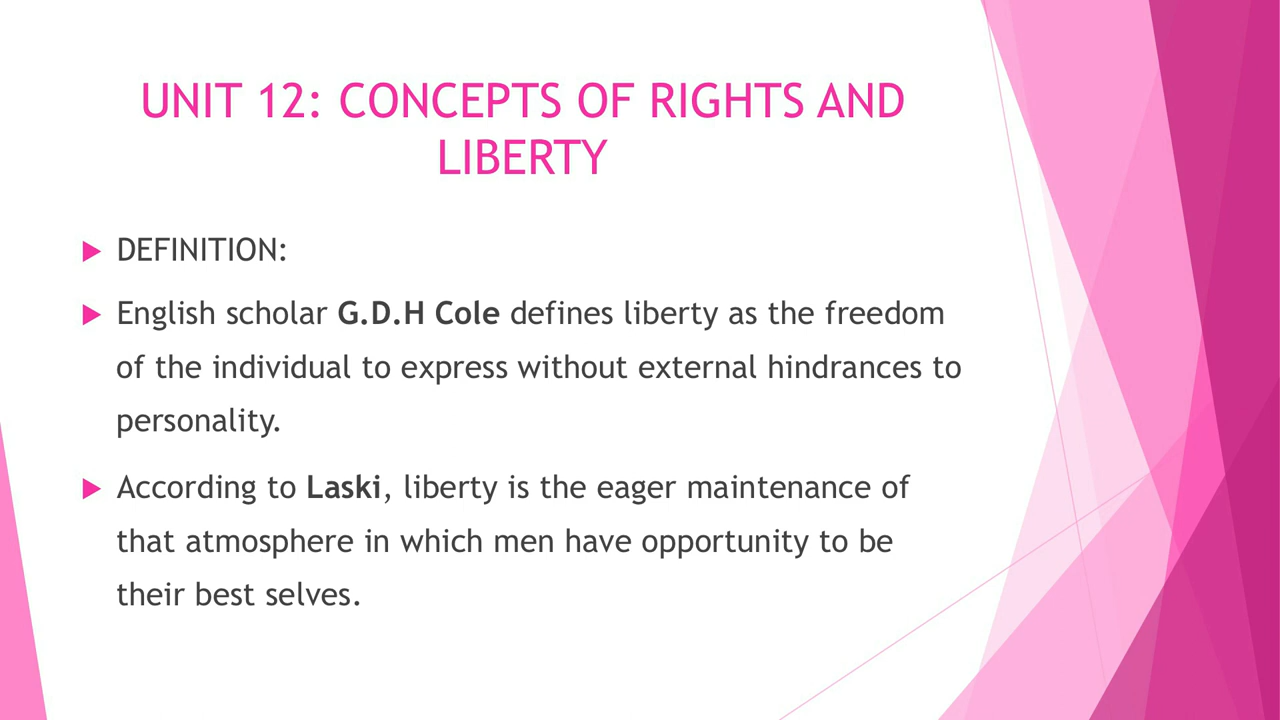 UNIT 12: CONCEPTS OF RIGHTS AND
LIBERTY
DEFINITION:
English scholar G.D.H Cole defines liberty as the freedom
of the individual to express without external hindrances to
personality.
According to Laski, liberty is the eager maintenance of
that atmosphere in which men have opportunity to be
their best selves.